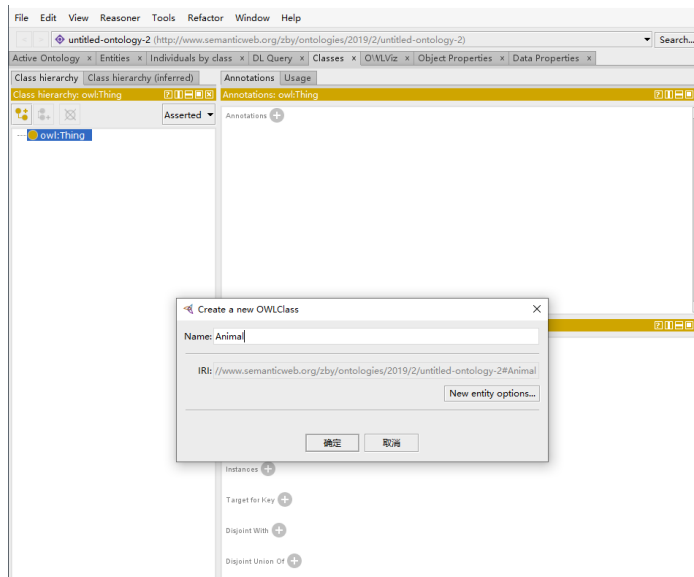 File Edit View Reasoner Tools Refactor Window Help
untitled-ontology-2 (http://www.semanticweb.org/zby/ontologies/2019/2/untitled-ontology-2) Search...
Active Ontology × Entities × Individuals by class × DL Query × Classes × OWLViz × Object Properties × Data Properties ×
Class hierarchy Class hierarchy (inferred) Annotations Usage
Class hierarchy: owl:Thing Annotations: owl:Thing
Asserted Annotations
owl:Thing
Create a new OWLClass
Name: Animal
IRI: //www.semanticweb.org/zby/ontologies/2019/2/untitled-ontology-2#Animal
New entity options...
确定 取消
Instances
Target for Key
Disjoint With
Disjoint Union Of